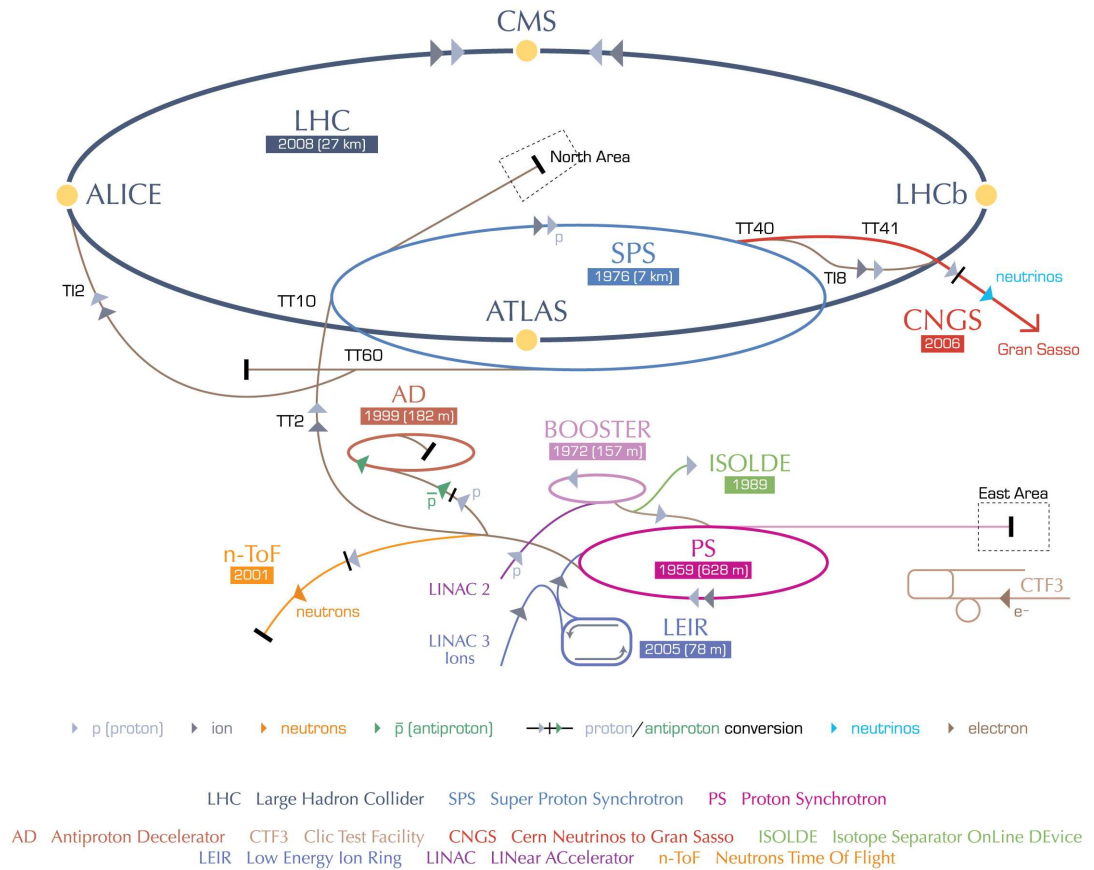 CMS
LHC
2008 (27 km)
North Area
ALICE
LHCb
TT40
TT41
p
SPS
1976 (7 km)
TI8
neutrinos
TI2
TT10
ATLAS
CNGS
2006
Gran Sasso
TT60
AD
1999 (182 m)
TT2
BOOSTER
1972 (157 m)
ISOLDE
1989
p̅
p
East Area
n-ToF
2001
PS
1959 (628 m)
p
LINAC 2
neutrons
CTF3
e-
LEIR
2005 (78 m)
LINAC 3
Ions
p (proton)
ion
neutrons
p̅ (antiproton)
proton/antiproton conversion
neutrinos
electron
LHC Large Hadron Collider SPS Super Proton Synchrotron PS Proton Synchrotron
AD Antiproton Decelerator CTF3 Clic Test Facility CNGS Cern Neutrinos to Gran Sasso ISOLDE Isotope Separator OnLine DEvice
LEIR Low Energy Ion Ring LINAC LINear ACcelerator n-ToF Neutrons Time Of Flight